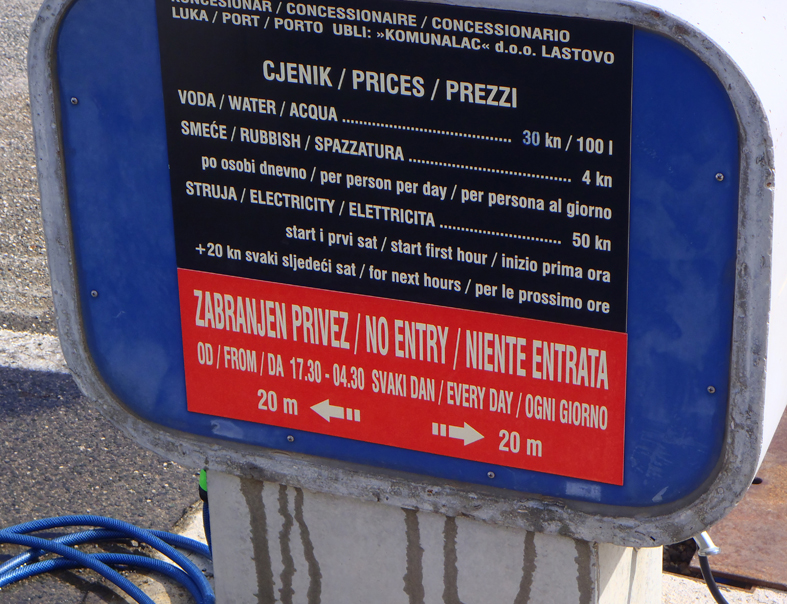 KONCESIONAR / CONCESSIONAIRE / CONCESSIONARIO
LUKA / PORT / PORTO UBLI: »KOMUNALAC« d.o.o. LASTOVO
CJENIK / PRICES / PREZZI
VODA / WATER / ACQUA ........................................ 30 kn / 100 l
SMEĆE / RUBBISH / SPAZZATURA ...................................... 4 kn
po osobi dnevno / per person per day / per persona al giorno
STRUJA / ELECTRICITY / ELETTRICITA ............................. 50 kn
start i prvi sat / start first hour / inizio prima ora
+20 kn svaki sljedeći sat / for next hours / per le prossimo ore
ZABRANJEN PRIVEZ / NO ENTRY / NIENTE ENTRATA
OD / FROM / DA 17.30 - 04.30 SVAKI DAN / EVERY DAY / OGNI GIORNO
20 m 20 m